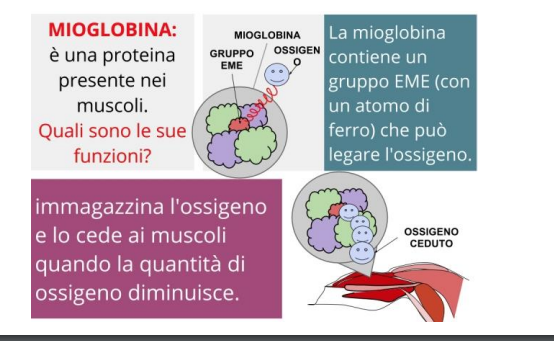 MIOGLOBINA:
è una proteina
presente nei
muscoli.
Quali sono le sue
funzioni?
MIOGLOBINA
GRUPPO
EME
OSSIGEN
O
La mioglobina
contiene un
gruppo EME (con
un atomo di
ferro) che può
legare l'ossigeno.
immagazzina l'ossigeno
e lo cede ai muscoli
quando la quantità di
ossigeno diminuisce.
OSSIGENO
CEDUTO